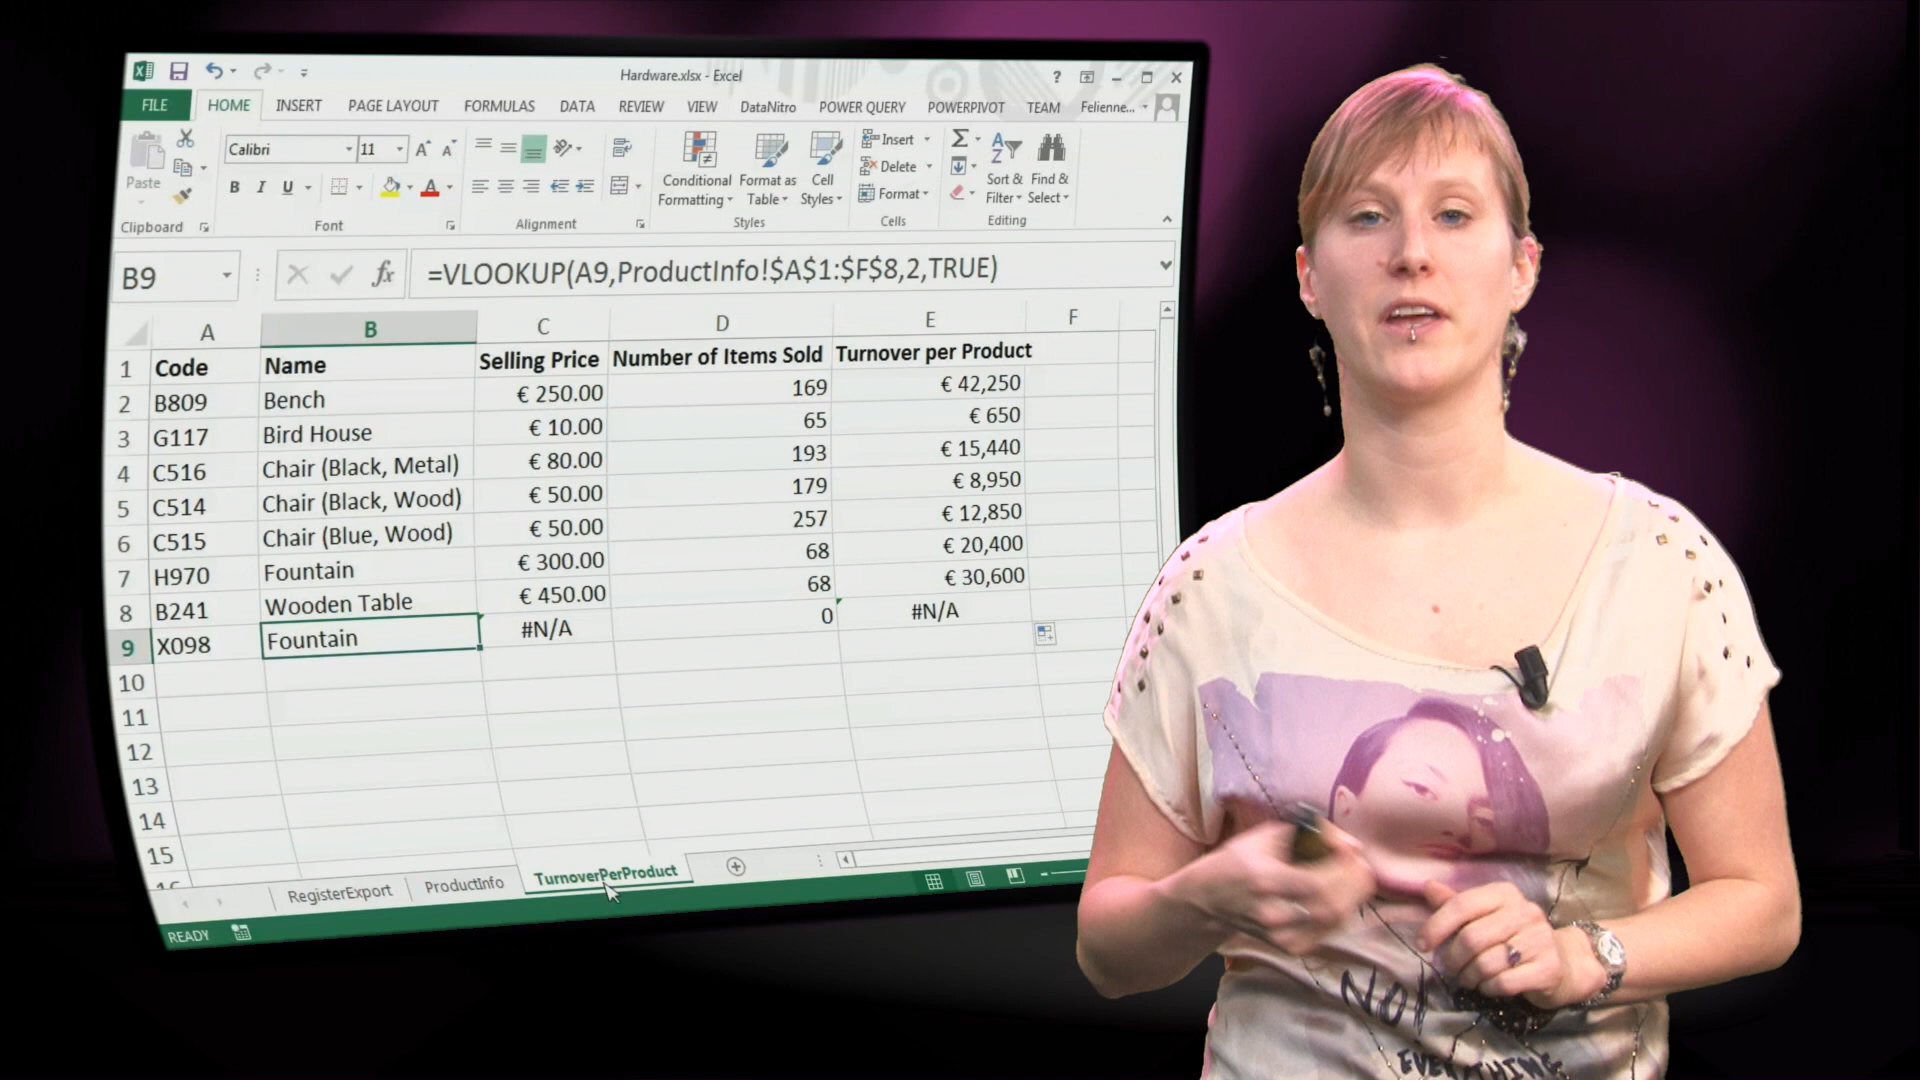 Hardware.xlsx - Excel
?
FILE HOME INSERT PAGE LAYOUT FORMULAS DATA REVIEW VIEW DataNitro POWER QUERY POWERPIVOT TEAM Felienne...
Paste
Clipboard
Calibri 11
B I U
Font
Alignment
Conditional Formatting
Format as Table
Cell Styles
Styles
Insert
Delete
Format
Cells
Sort & Filter
Find & Select
Editing
B9 fx =VLOOKUP(A9,ProductInfo!$A$1:$F$8,2,TRUE)
A B C D E F
1 Code Name Selling Price Number of Items Sold Turnover per Product
2 B809 Bench € 250.00 169 € 42,250
3 G117 Bird House € 10.00 65 € 650
4 C516 Chair (Black, Metal) € 80.00 193 € 15,440
5 C514 Chair (Black, Wood) € 50.00 179 € 8,950
6 C515 Chair (Blue, Wood) € 50.00 257 € 12,850
7 H970 Fountain € 300.00 68 € 20,400
8 B241 Wooden Table € 450.00 68 € 30,600
9 X098 Fountain #N/A 0 #N/A
10
11
12
13
14
15
RegisterExport ProductInfo TurnoverPerProduct
READY
NOT
EVERYTHING